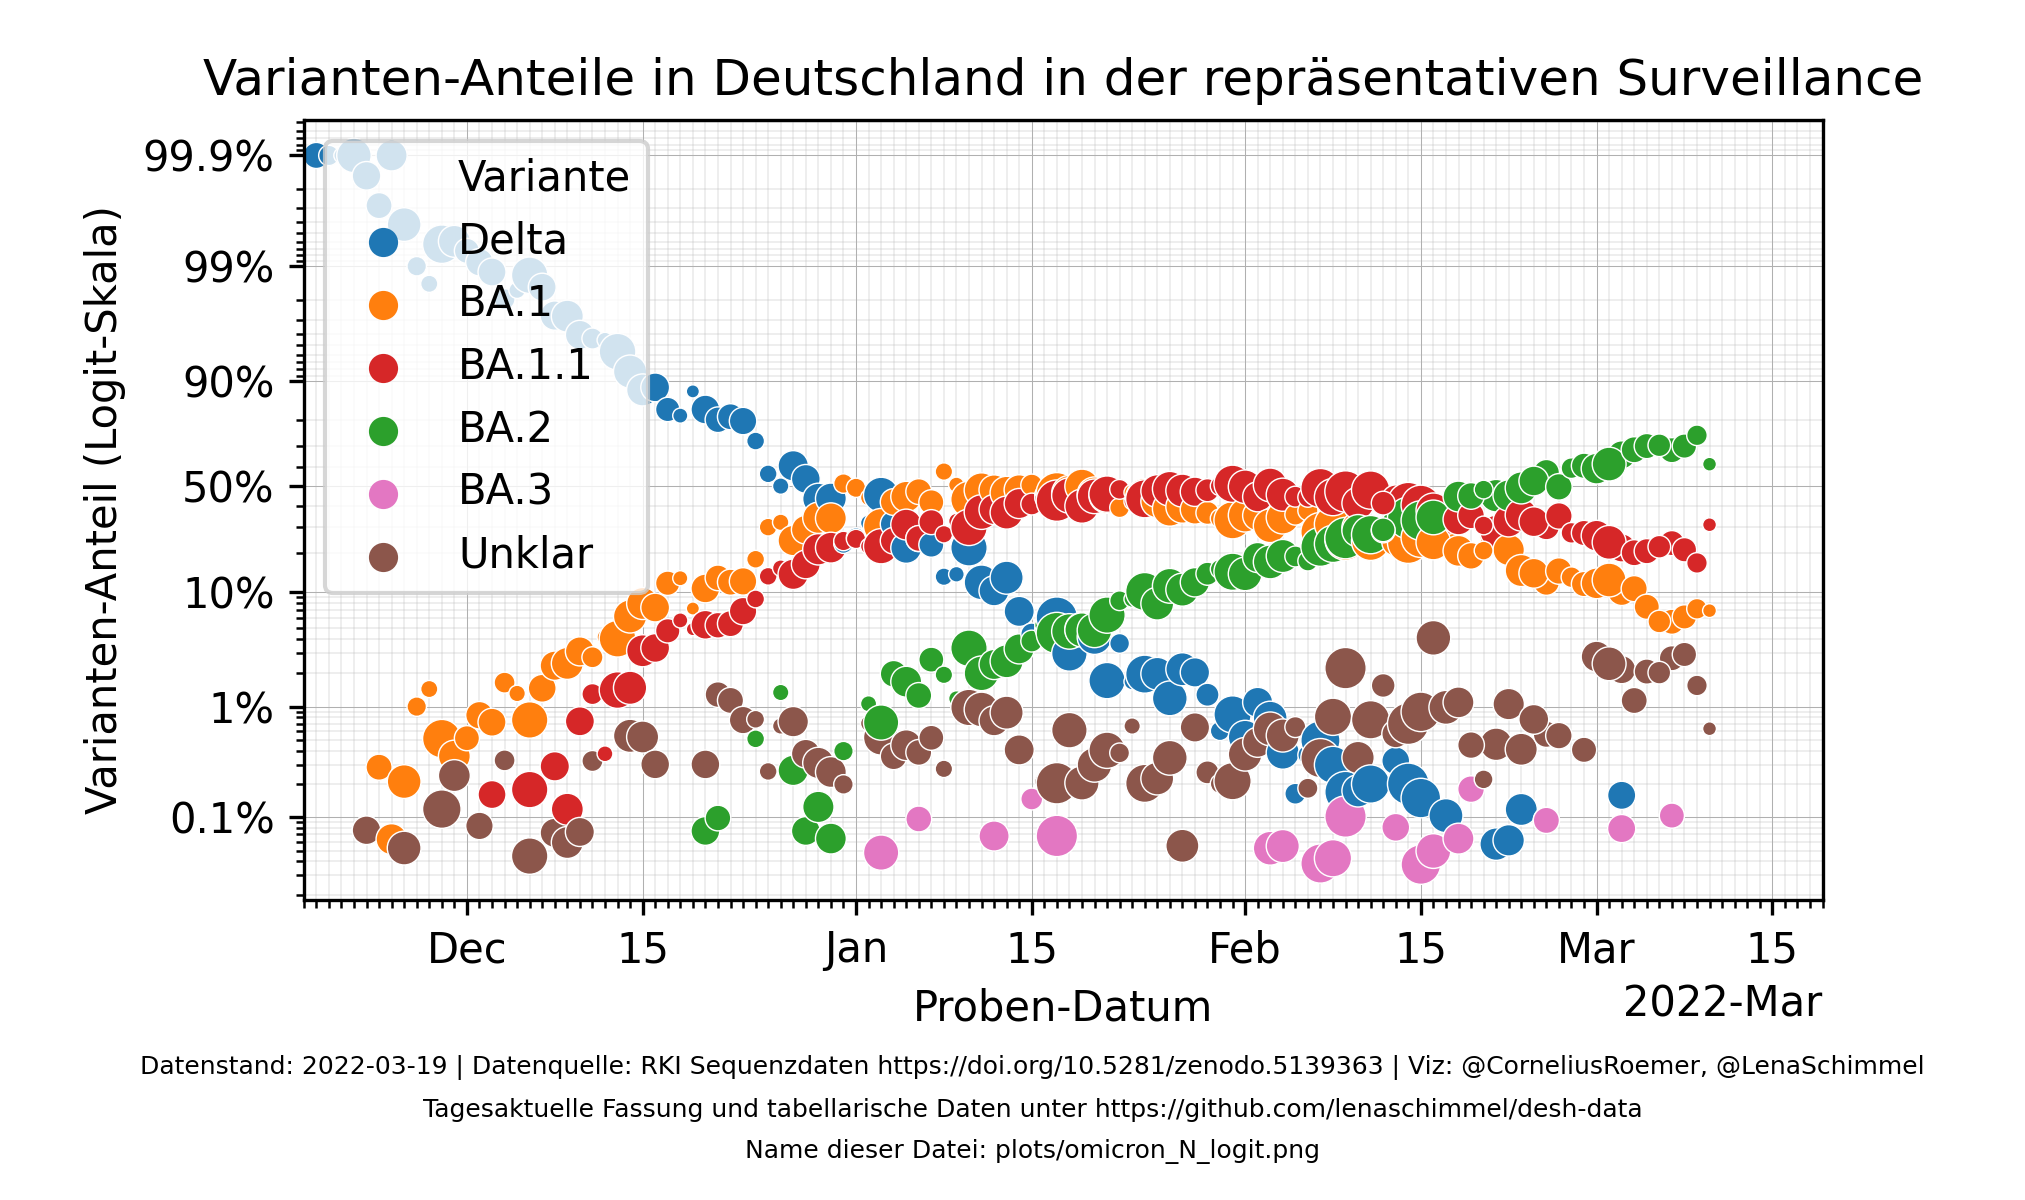 Varianten-Anteile in Deutschland in der repräsentativen Surveillance
Varianten-Anteil (Logit-Skala)
99.9%
99%
90%
50%
10%
1%
0.1%
Variante
Delta
BA.1
BA.1.1
BA.2
BA.3
Unklar
Dec 15 Jan 15 Feb 15 Mar 15
2022-Mar
Proben-Datum
Datenstand: 2022-03-19 | Datenquelle: RKI Sequenzdaten https://doi.org/10.5281/zenodo.5139363 | Viz: @CorneliusRoemer, @LenaSchimmel
Tagesaktuelle Fassung und tabellarische Daten unter https://github.com/lenaschimmel/desh-data
Name dieser Datei: plots/omicron_N_logit.png